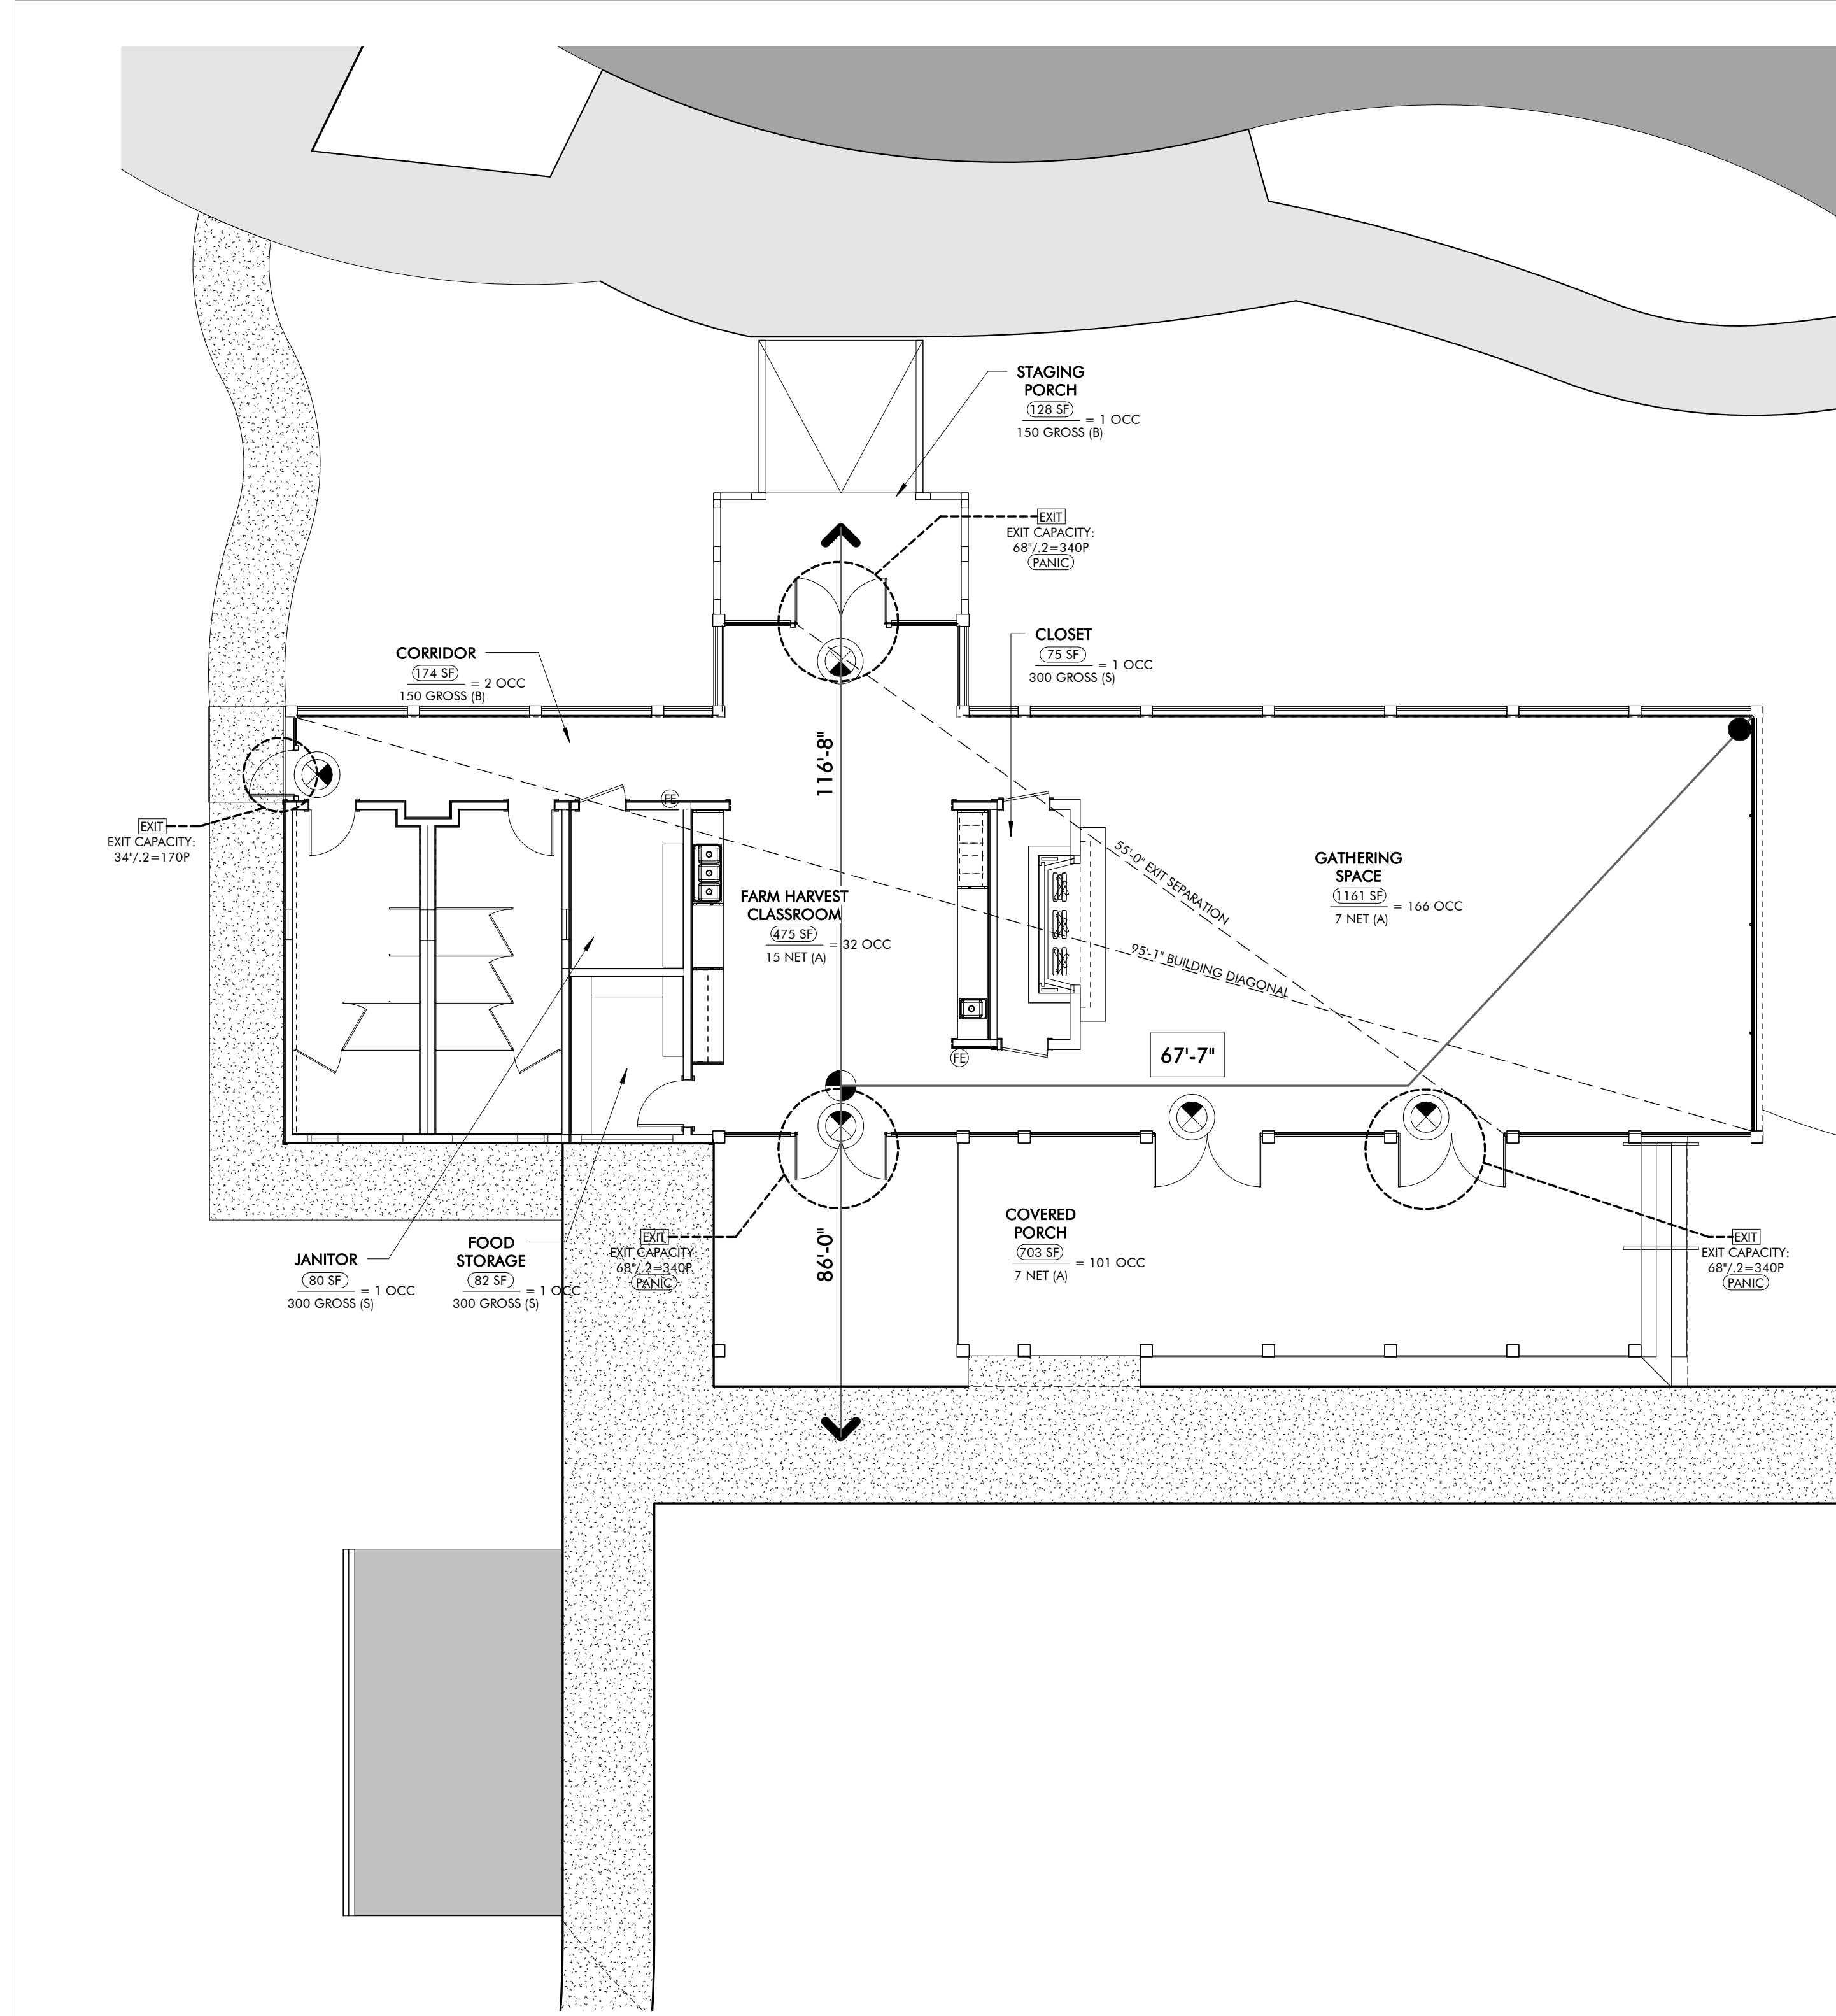 STAGING
PORCH
128 SF
= 1 OCC
150 GROSS (B)
EXIT
EXIT CAPACITY:
68"/.2=340P
PANIC
CORRIDOR
174 SF
= 2 OCC
150 GROSS (B)
CLOSET
75 SF
= 1 OCC
300 GROSS (S)
116'-8"
FE
EXIT
EXIT CAPACITY:
34"/.2=170P
FARM HARVEST
CLASSROOM
475 SF
= 32 OCC
15 NET (A)
55'-0" EXIT SEPARATION
95'-1" BUILDING DIAGONAL
GATHERING
SPACE
1161 SF
= 166 OCC
7 NET (A)
FE
67'-7"
JANITOR
80 SF
= 1 OCC
300 GROSS (S)
FOOD
STORAGE
82 SF
= 1 OCC
300 GROSS (S)
EXIT
EXIT CAPACITY:
68"/.2=340P
PANIC
86'-0"
COVERED
PORCH
703 SF
= 101 OCC
7 NET (A)
EXIT
EXIT CAPACITY:
68"/.2=340P
PANIC